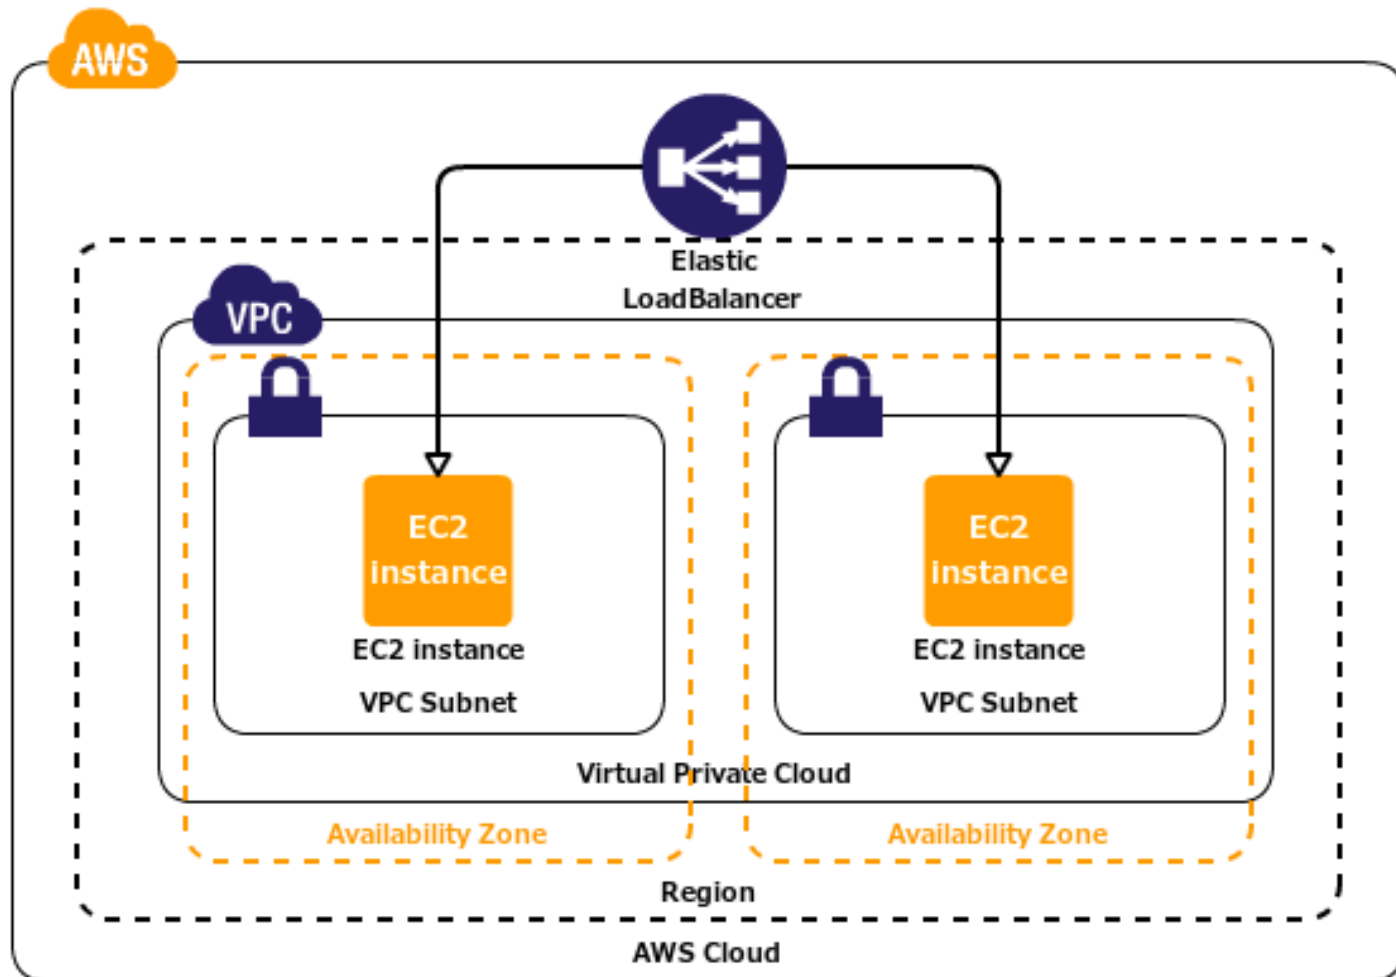 AWS
Elastic
LoadBalancer
VPC
EC2
instance
EC2 instance
VPC Subnet
EC2
instance
EC2 instance
VPC Subnet
Virtual Private Cloud
Availability Zone
Availability Zone
Region
AWS Cloud